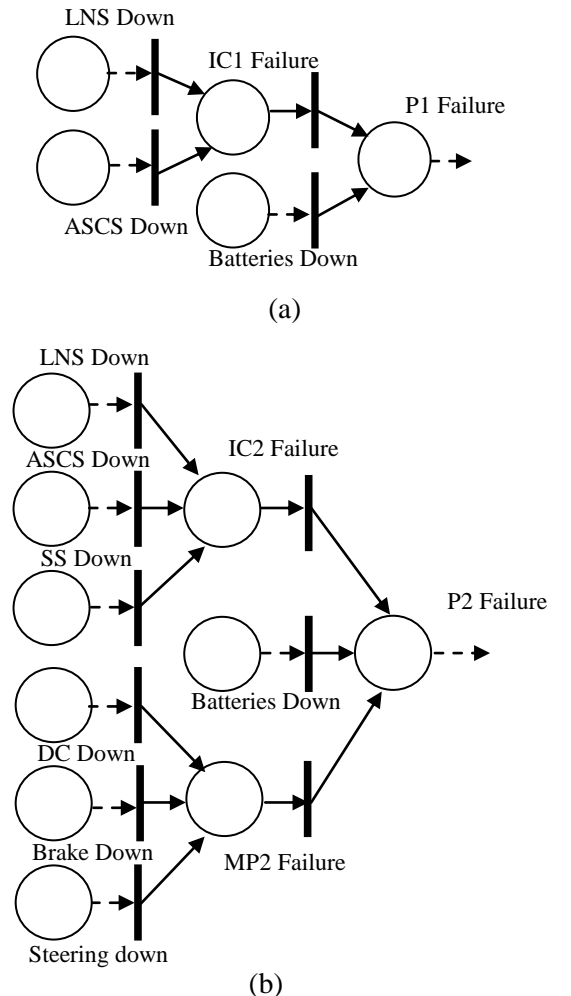 LNS Down
IC1 Failure
P1 Failure
ASCS Down
Batteries Down
(a)
LNS Down
IC2 Failure
ASCS Down
SS Down
P2 Failure
Batteries Down
DC Down
Brake Down
MP2 Failure
Steering down
(b)